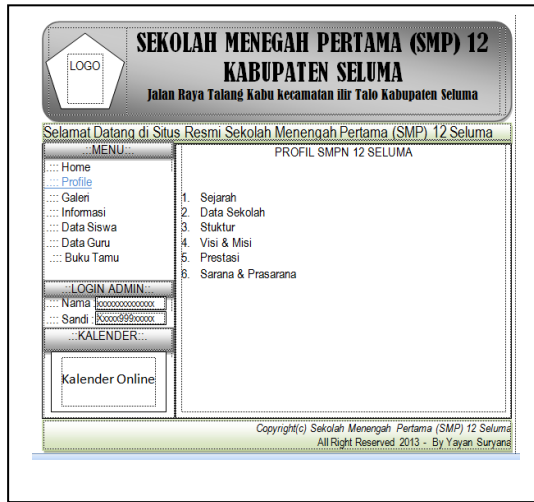 LOGO
SEKOLAH MENEGAH PERTAMA (SMP) 12
KABUPATEN SELUMA
Jalan Raya Talang Kabu kecamatan ilir Talo Kabupaten Seluma
Selamat Datang di Situs Resmi Sekolah Menengah Pertama (SMP) 12 Seluma
.::MENU::.
.::: Home
.::: Profile
.::: Galeri
.::: Informasi
.::: Data Siswa
.::: Data Guru
.::: Buku Tamu
.::LOGIN ADMIN::.
.::: Nama : xxxxxxxxxxxxx
.::: Sandi : Xxxxx999xxxxx
.::KALENDER::.
Kalender Online
PROFIL SMPN 12 SELUMA
1. Sejarah
2. Data Sekolah
3. Stuktur
4. Visi & Misi
5. Prestasi
6. Sarana & Prasarana
Copyright(c) Sekolah Menengah Pertama (SMP) 12 Seluma
All Right Reserved 2013 - By Yayan Suryana